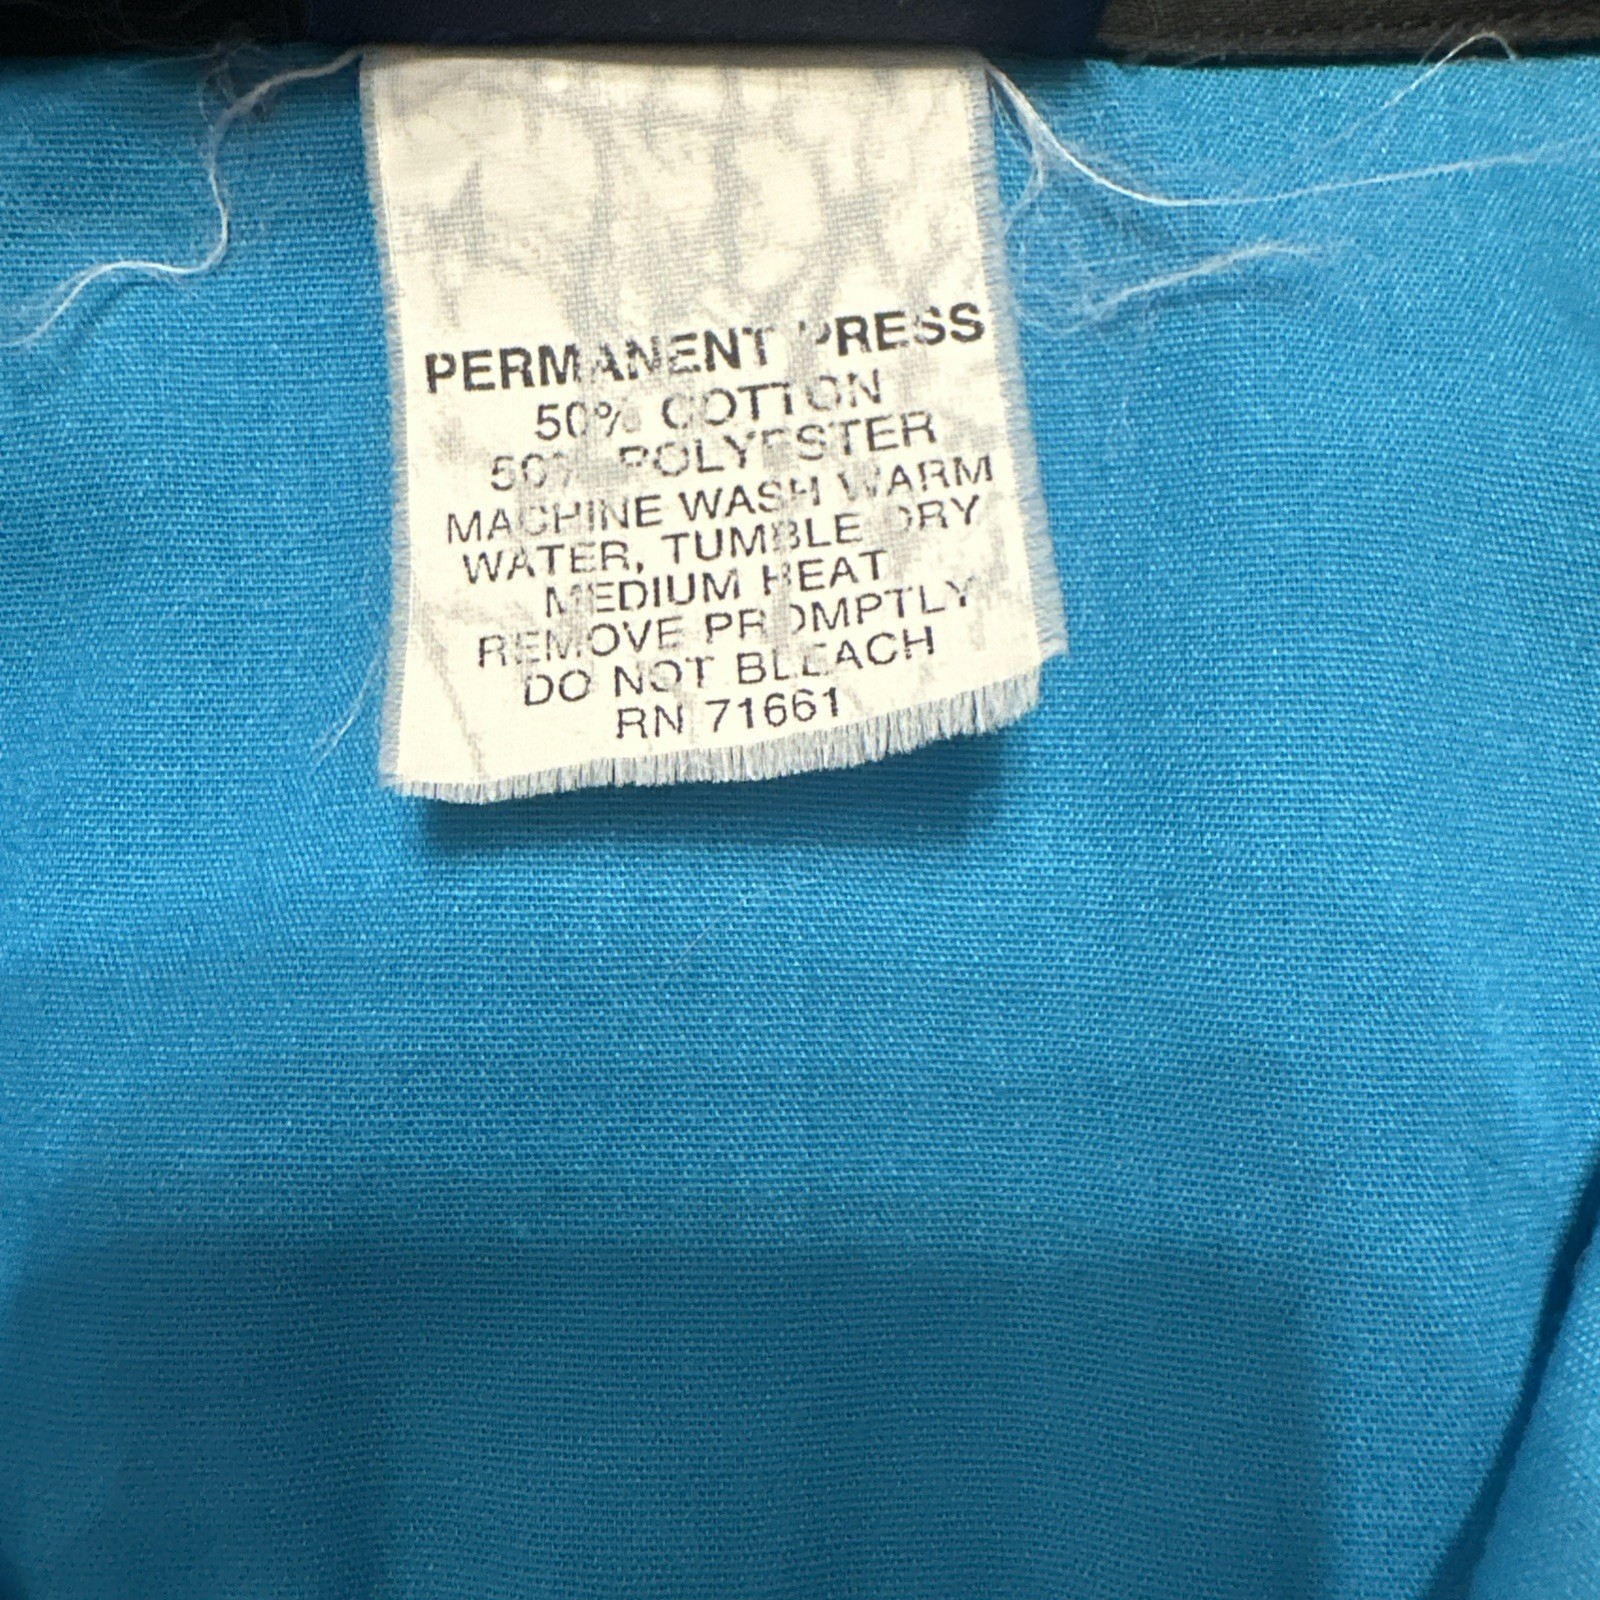 PERMANENT PRESS
50% COTTON
50% POLYESTER
MACHINE WASH WARM
WATER, TUMBLE DRY
MEDIUM HEAT
REMOVE PROMPTLY
DO NOT BLEACH
RN 71661